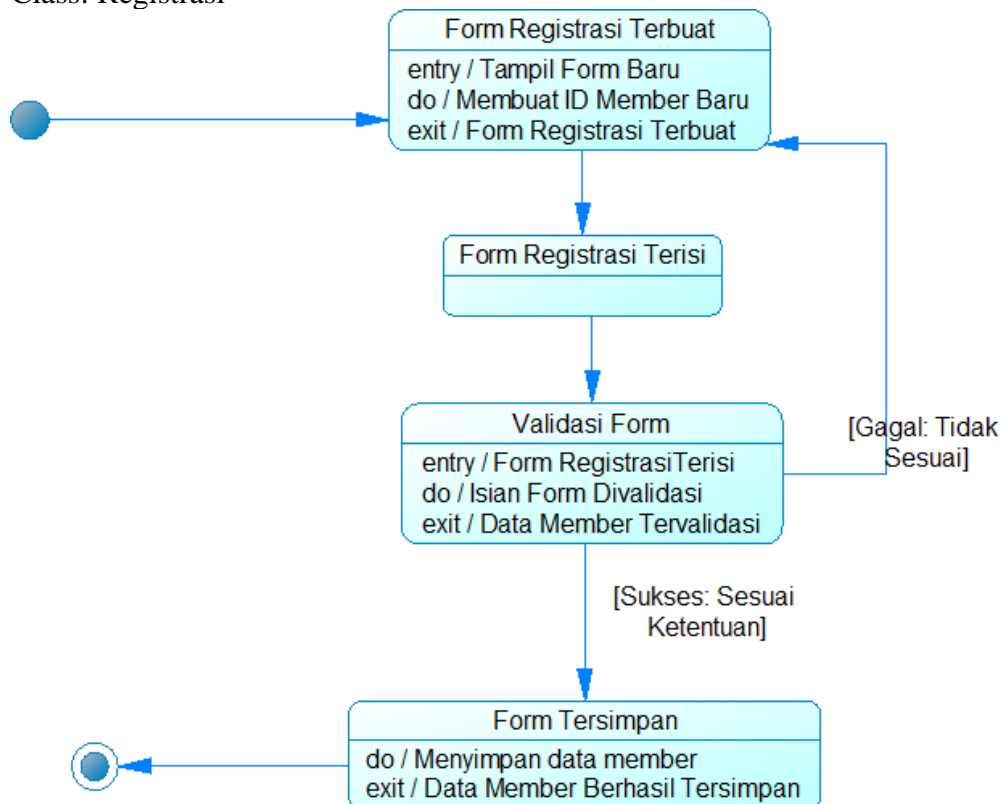 Class: Registrasi
Form Registrasi Terbuat
entry / Tampil Form Baru
do / Membuat ID Member Baru
exit / Form Registrasi Terbuat
Form Registrasi Terisi
Validasi Form
entry / Form RegistrasiTerisi
do / Isian Form Divalidasi
exit / Data Member Tervalidasi
[Gagal: Tidak
Sesuai]
[Sukses: Sesuai
Ketentuan]
Form Tersimpan
do / Menyimpan data member
exit / Data Member Berhasil Tersimpan